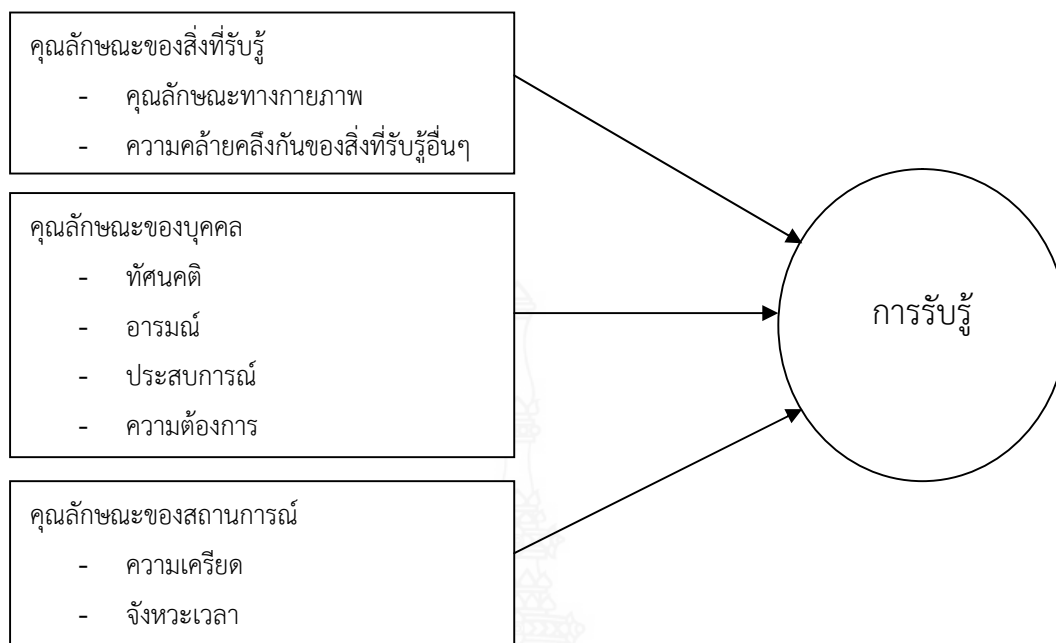 คุณลักษณะของสิ่งที่รับรู้
- คุณลักษณะทางกายภาพ
- ความคล้ายคลึงกันของสิ่งที่รับรู้อื่นๆ
คุณลักษณะของบุคคล
- ทัศนคติ
- อารมณ์
- ประสบการณ์
- ความต้องการ
คุณลักษณะของสถานการณ์
- ความเครียด
- จังหวะเวลา
การรับรู้